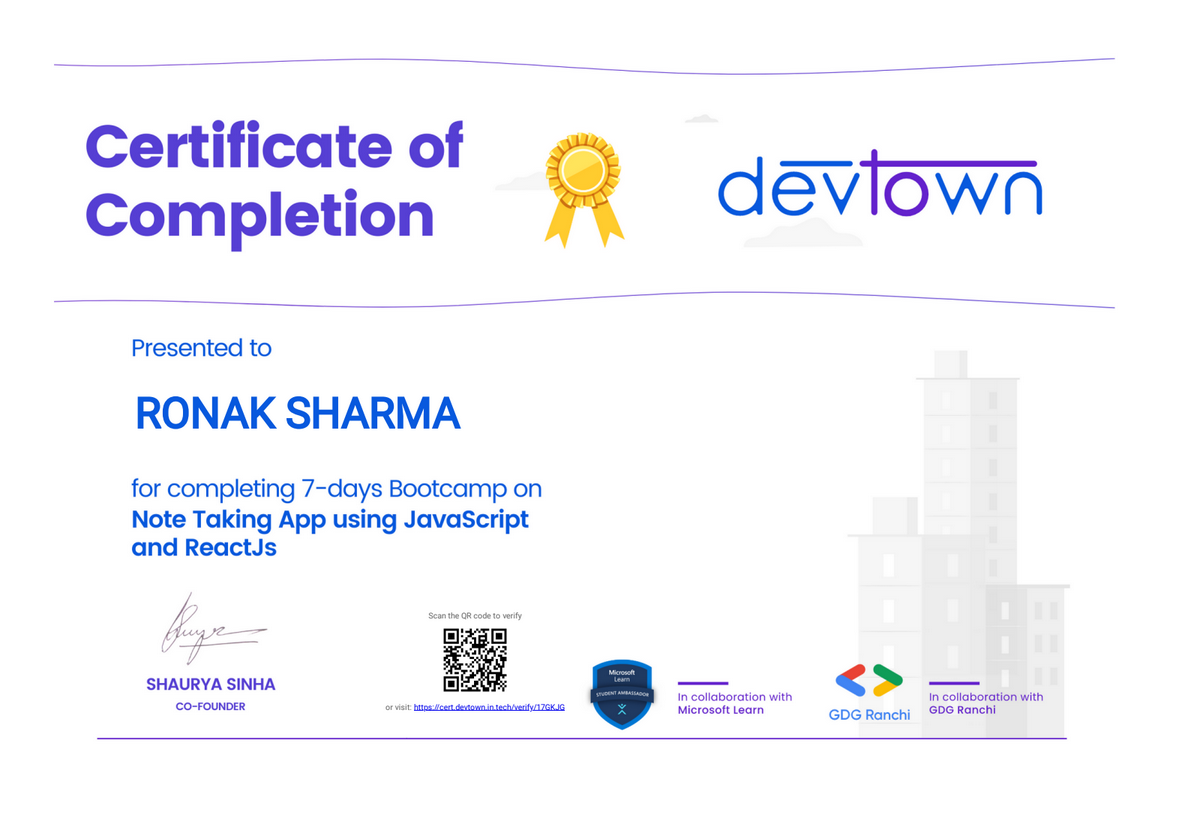 Certificate of
Completion
devtown
Presented to
RONAK SHARMA
for completing 7-days Bootcamp on
Note Taking App using JavaScript
and ReactJs
SHAURYA SINHA
CO-FOUNDER
Scan the QR code to verify
or visit: https://cert.devtown.in.tech/verify/17GKJG
Microsoft
Learn
STUDENT AMBASSADOR
In collaboration with
Microsoft Learn
GDG Ranchi
In collaboration with
GDG Ranchi